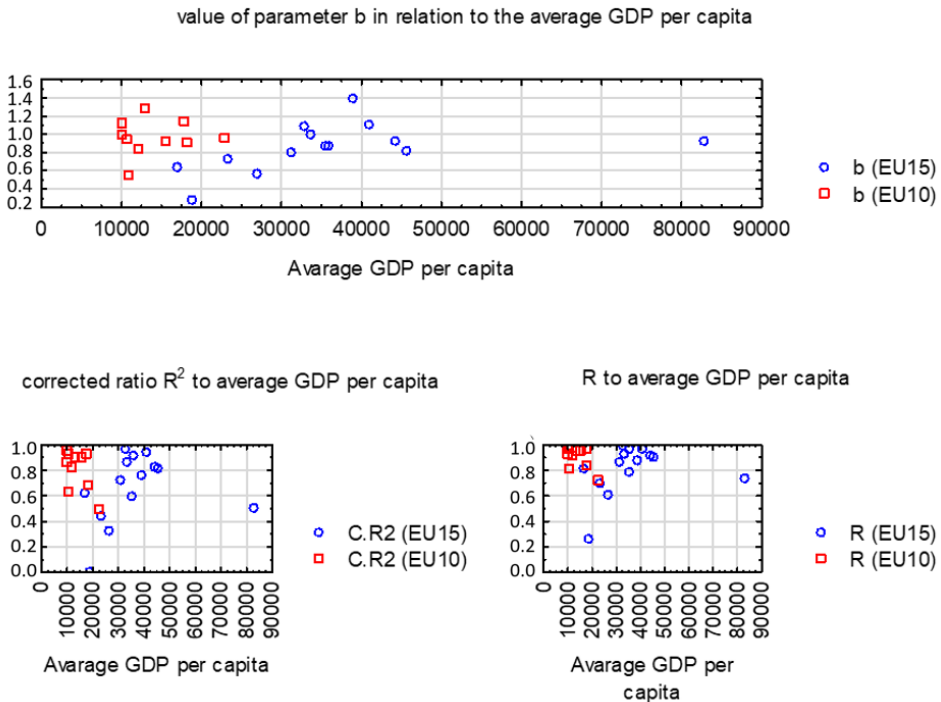 value of parameter b in relation to the average GDP per capita
1.6
1.4
1.2
1.0
0.8
0.6
0.4
0.2
0 10000 20000 30000 40000 50000 60000 70000 80000 90000
Avarage GDP per capita
b (EU15)
b (EU10)
corrected ratio R² to average GDP per capita
1.0
0.8
0.6
0.4
0.2
0.0
0 10000 20000 30000 40000 50000 60000 70000 80000 90000
Avarage GDP per capita
C.R2 (EU15)
C.R2 (EU10)
R to average GDP per capita
1.0
0.8
0.6
0.4
0.2
0.0
0 10000 20000 30000 40000 50000 60000 70000 80000 90000
Avarage GDP per
capita
R (EU15)
R (EU10)